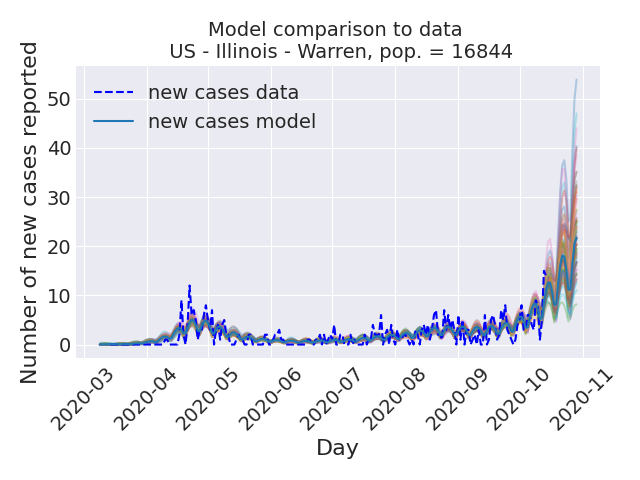 Model comparison to data
US - Illinois - Warren, pop. = 16844
new cases data
new cases model
Number of new cases reported
50
40
30
20
10
0
2020-03
2020-04
2020-05
2020-06
2020-07
2020-08
2020-09
2020-10
2020-11
Day